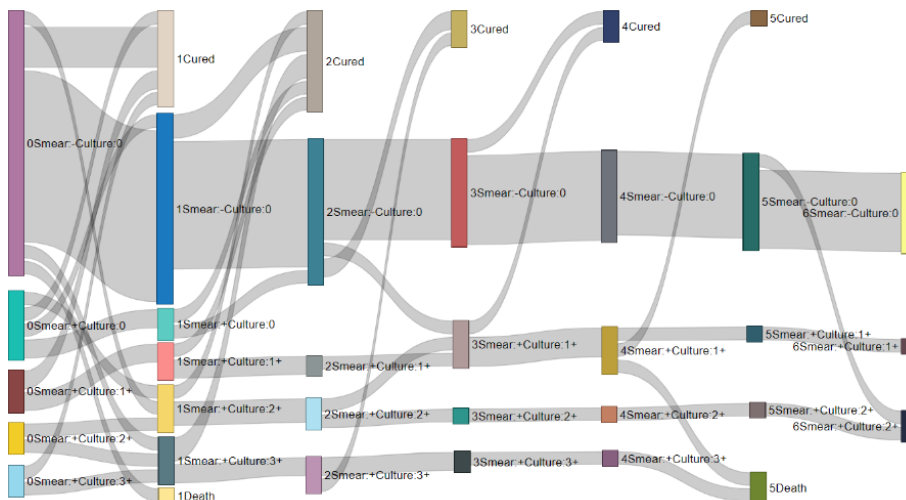 1Cured
2Cured
3Cured
4Cured
5Cured
0Smear:-Culture:0
1Smear:-Culture:0
2Smear:-Culture:0
3Smear:-Culture:0
4Smear:-Culture:0
5Smear:-Culture:0
6Smear:-Culture:0
0Smear:+Culture:0
1Smear:+Culture:0
0Smear:+Culture:1+
1Smear:+Culture:1+
2Smear:+Culture:1+
3Smear:+Culture:1+
4Smear:+Culture:1+
5Smear:+Culture:1+
6Smear:+Culture:1+
0Smear:+Culture:2+
1Smear:+Culture:2+
2Smear:+Culture:2+
3Smear:+Culture:2+
4Smear:+Culture:2+
5Smear:+Culture:2+
6Smear:+Culture:2+
0Smear:+Culture:3+
1Smear:+Culture:3+
2Smear:+Culture:3+
3Smear:+Culture:3+
4Smear:+Culture:3+
1Death
5Death